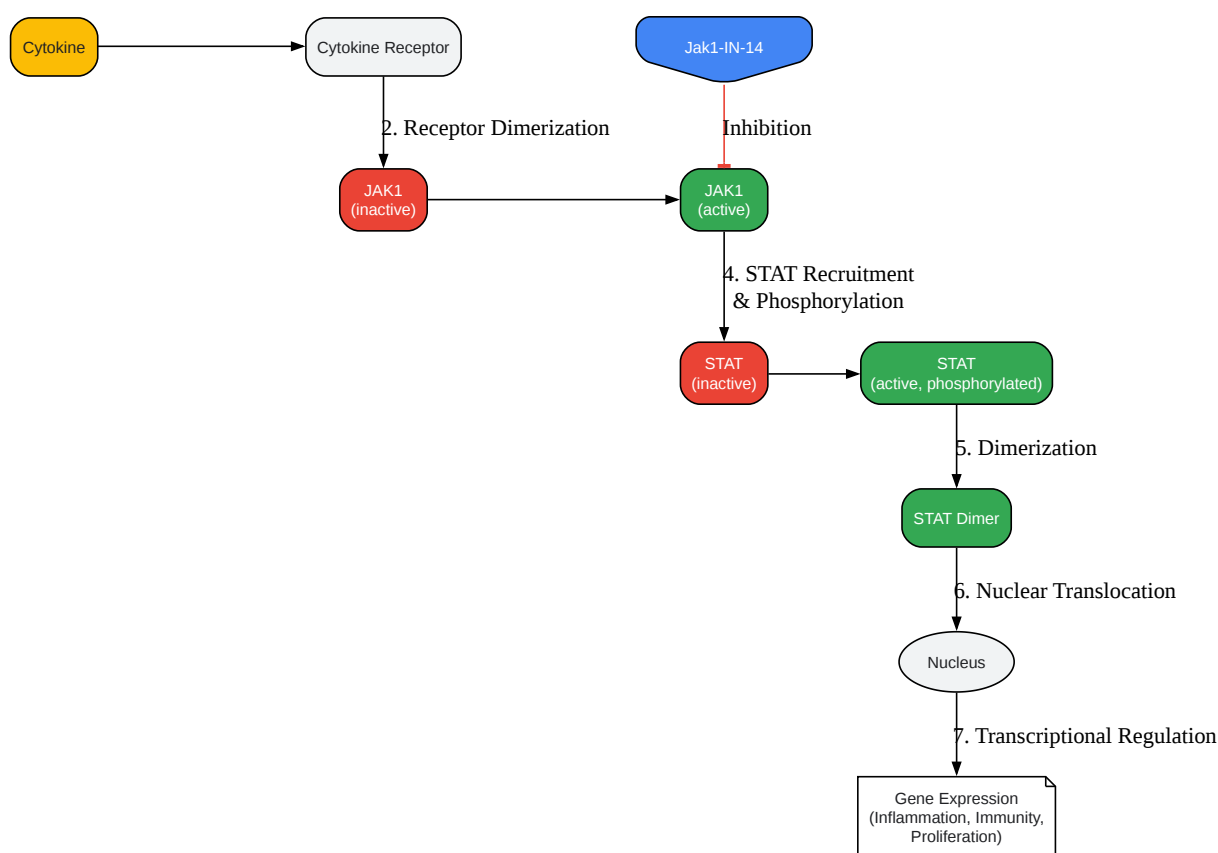 Cytokine
Cytokine Receptor
Jak1-IN-14
2. Receptor Dimerization
Inhibition
JAK1
(inactive)
JAK1
(active)
4. STAT Recruitment
& Phosphorylation
STAT
(inactive)
STAT
(active, phosphorylated)
5. Dimerization
STAT Dimer
6. Nuclear Translocation
Nucleus
7. Transcriptional Regulation
Gene Expression
(Inflammation, Immunity,
Proliferation)